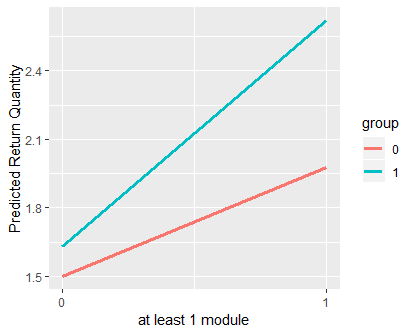 Predicted Return Quantity
2.4
2.1
1.8
1.5
0
1
at least 1 module
group
0
1